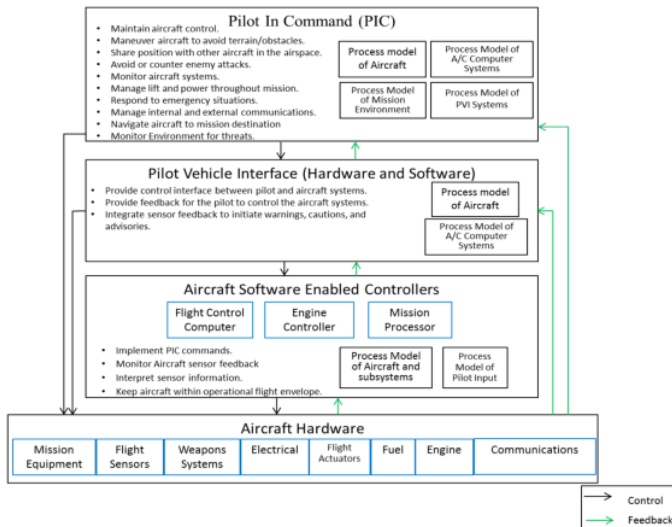 Pilot In Command (PIC)
• Maintain aircraft control.
• Maneuver aircraft to avoid terrain/obstacles.
• Share position with other aircraft in the airspace.
• Avoid or counter enemy attacks.
• Monitor aircraft systems.
• Manage lift and power throughout mission.
• Respond to emergency situations.
• Manage internal and external communications.
• Navigate aircraft to mission destination
• Monitor Environment for threats.
Process model
of Aircraft
Process Model of
A/C Computer
Systems
Process Model
of Mission
Environment
Process Model of
PVI Systems
Pilot Vehicle Interface (Hardware and Software)
• Provide control interface between pilot and aircraft systems.
• Provide feedback for the pilot to control the aircraft systems.
• Integrate sensor feedback to initiate warnings, cautions, and
advisories.
Process model
of Aircraft
Process Model of
A/C Computer
Systems
Aircraft Software Enabled Controllers
Flight Control
Computer
Engine
Controller
Mission
Processor
• Implement PIC commands.
• Monitor Aircraft sensor feedback
• Interpret sensor information.
• Keep aircraft within operational flight envelope.
Process Model
of Aircraft and
subsystems
Process
Model of
Pilot Input
Aircraft Hardware
Mission
Equipment
Flight
Sensors
Weapons
Systems
Electrical
Flight
Actuators
Fuel
Engine
Communications
Control
Feedback